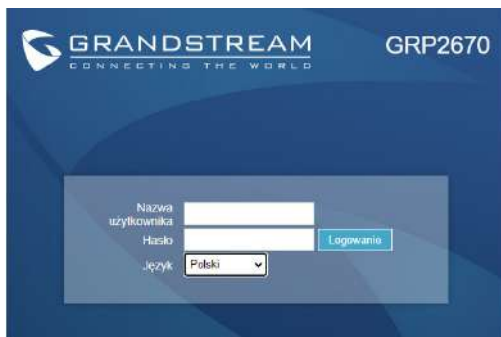 GRANDSTREAM
CONNECTING THE WORLD
GRP2670
Nazwa
użytkownika
Hasło
Logowanie
Język
Polski